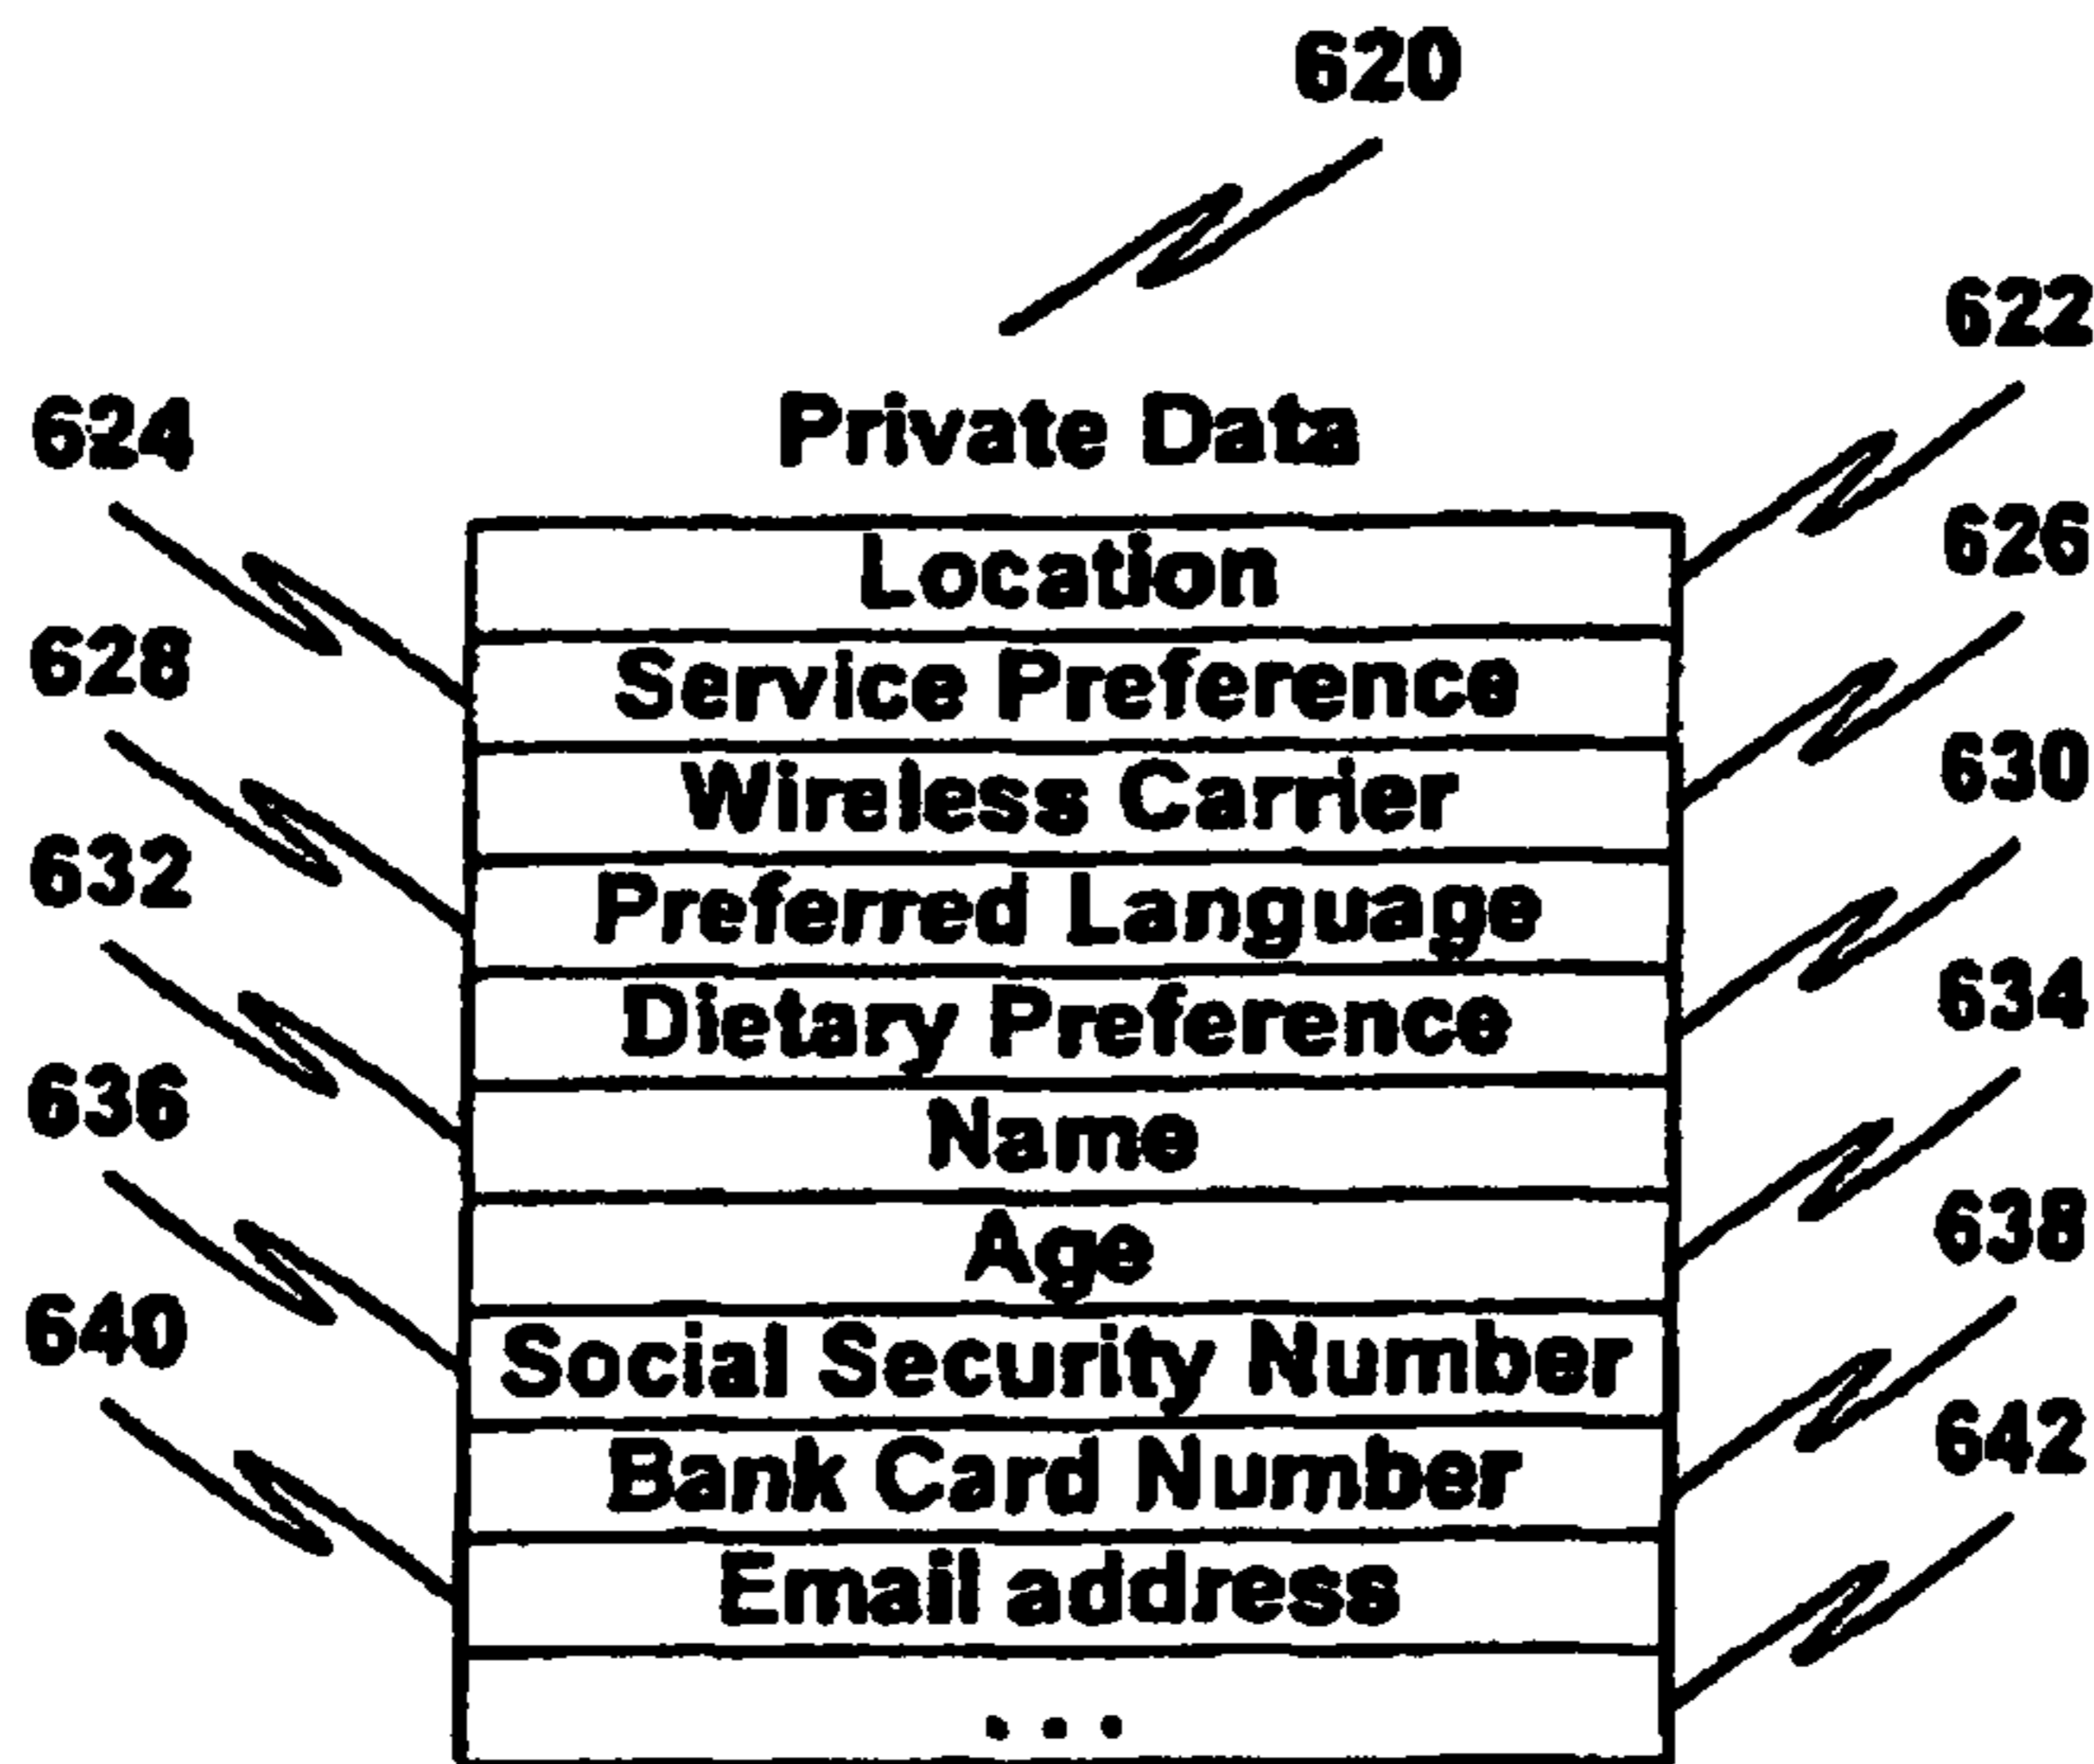 620
622
624
Private Data
626
Location
628
Service Preference
630
Wireless Carrier
632
Preferred Language
634
Dietary Preference
636
Name
638
Age
640
Social Security Number
642
Bank Card Number
Email address
...